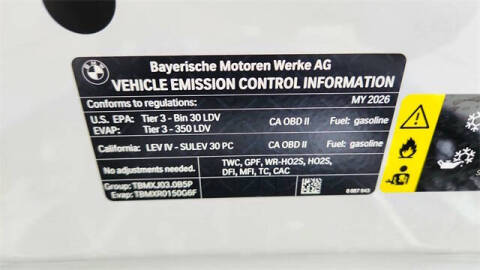 BMW
Bayerische Motoren Werke AG
VEHICLE EMISSION CONTROL INFORMATION
Conforms to regulations: MY 2026
U.S. EPA: Tier 3 - Bin 30 LDV CA OBD II Fuel: gasoline
EVAP: Tier 3 - 350 LDV
California: LEV IV - SULEV 30 PC CA OBD II Fuel: gasoline
No adjustments needed. TWC, GPF, WR-HO2S, HO2S,
DFI, MFI, TC, CAC
Group: TBMXJ03.0B5P
Evap: TBMXR0150G6F